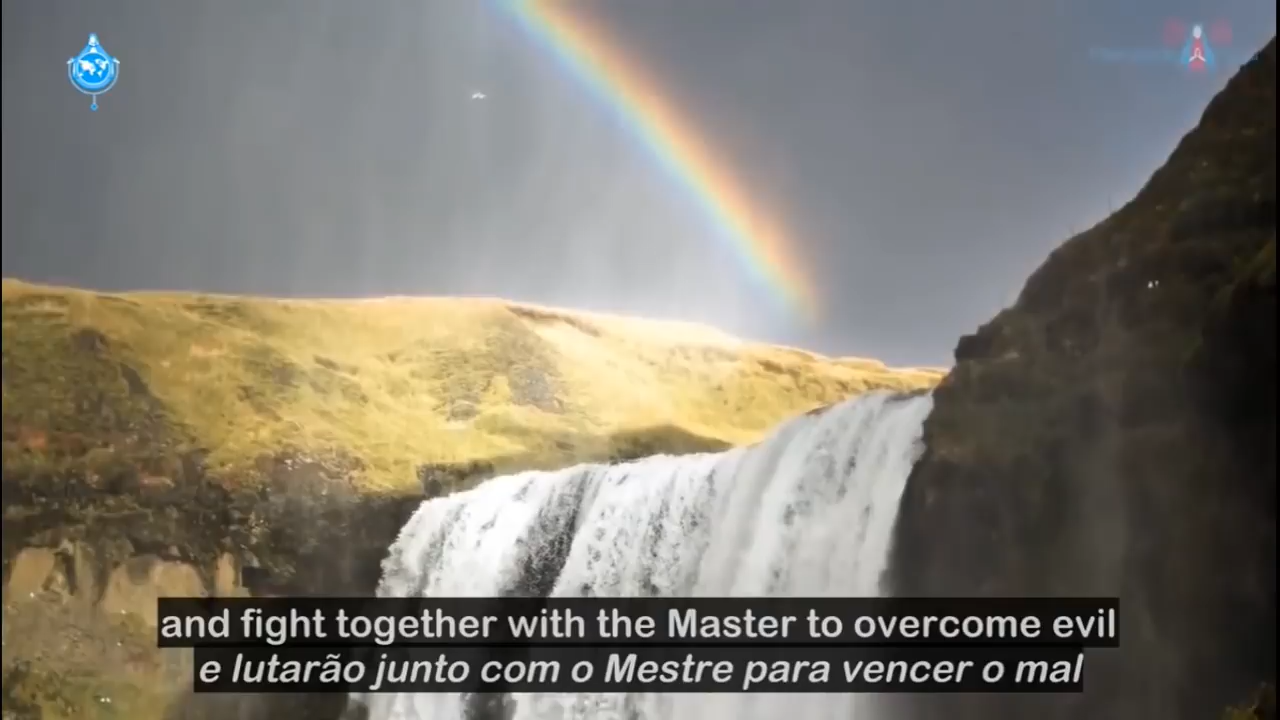 and fight together with the Master to overcome evil
e lutarão junto com o Mestre para vencer o mal